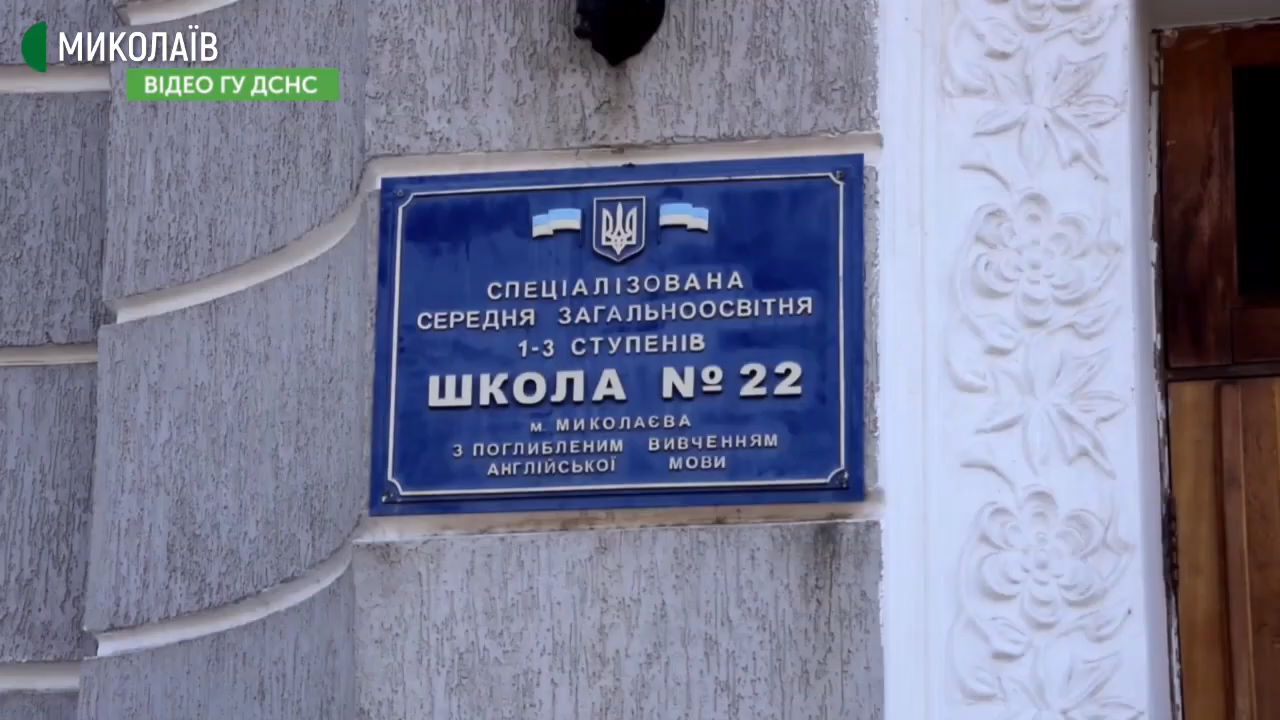 МИКОЛАЇВ
ВІДЕО ГУ ДСНС
СПЕЦІАЛІЗОВАНА
СЕРЕДНЯ ЗАГАЛЬНООСВІТНЯ
1-3 СТУПЕНІВ
ШКОЛА № 22
м. МИКОЛАЄВА
З ПОГЛИБЛЕНИМ ВИВЧЕННЯМ
АНГЛІЙСЬКОЇ МОВИ